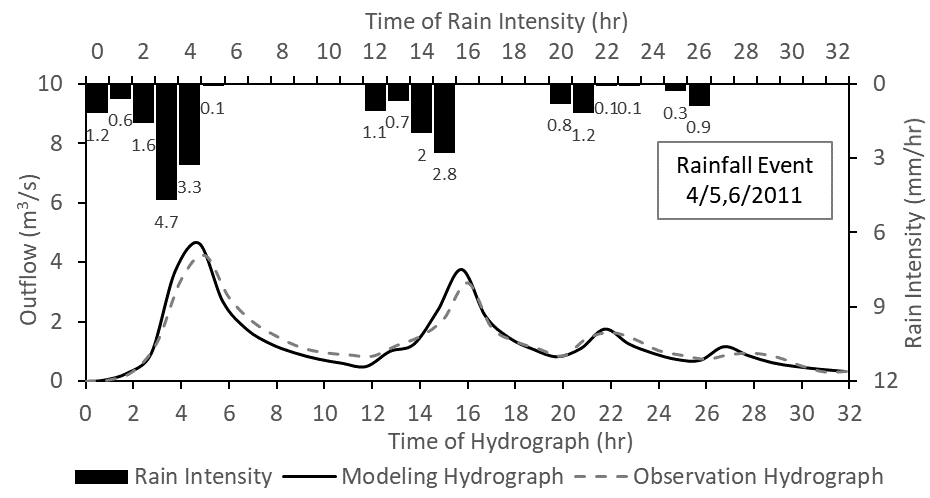 Time of Rain Intensity (hr)
0 2 4 6 8 10 12 14 16 18 20 22 24 26 28 30 32
10 8 6 4 2 0
Outflow (m³/s)
0 3 6 9 12
Rain Intensity (mm/hr)
1.2 0.6 1.6 4.7 3.3 0.1 1.1 0.7 2 2.8 0.8 1.2 0.1 0.1 0.3 0.9
Rainfall Event
4/5,6/2011
0 2 4 6 8 10 12 14 16 18 20 22 24 26 28 30 32
Time of Hydrograph (hr)
Rain Intensity Modeling Hydrograph Observation Hydrograph